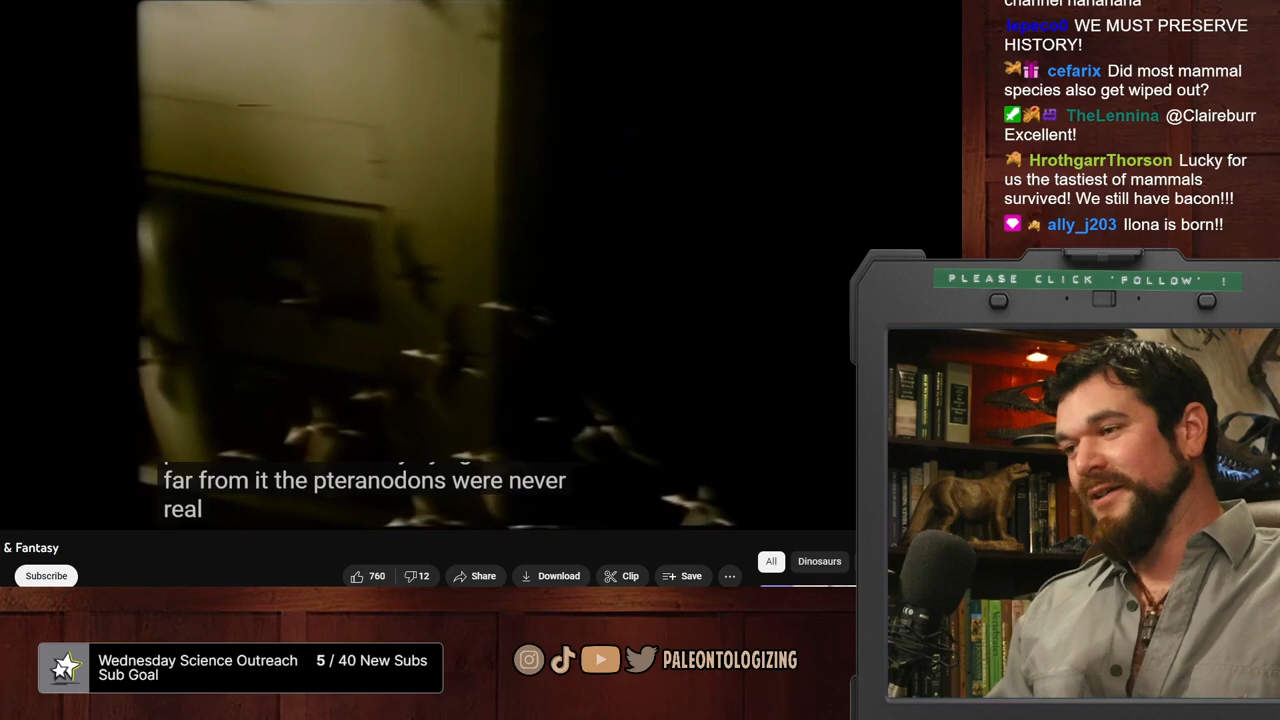 WE MUST PRESERVE
HISTORY!
cefarix Did most mammal
species also get wiped out?
TheLennina @Claireburr
Excellent!
HrothgarrThorson Lucky for
us the tastiest of mammals
survived! We still have bacon!!!
ally_j203 Ilona is born!!
PLEASE CLICK 'FOLLOW' !
far from it the pteranodons were never
real
& Fantasy
Subscribe
760
12
Share
Download
Clip
Save
All
Dinosaurs
Wednesday Science Outreach 5 / 40 New Subs
Sub Goal
PALEONTOLOGIZING